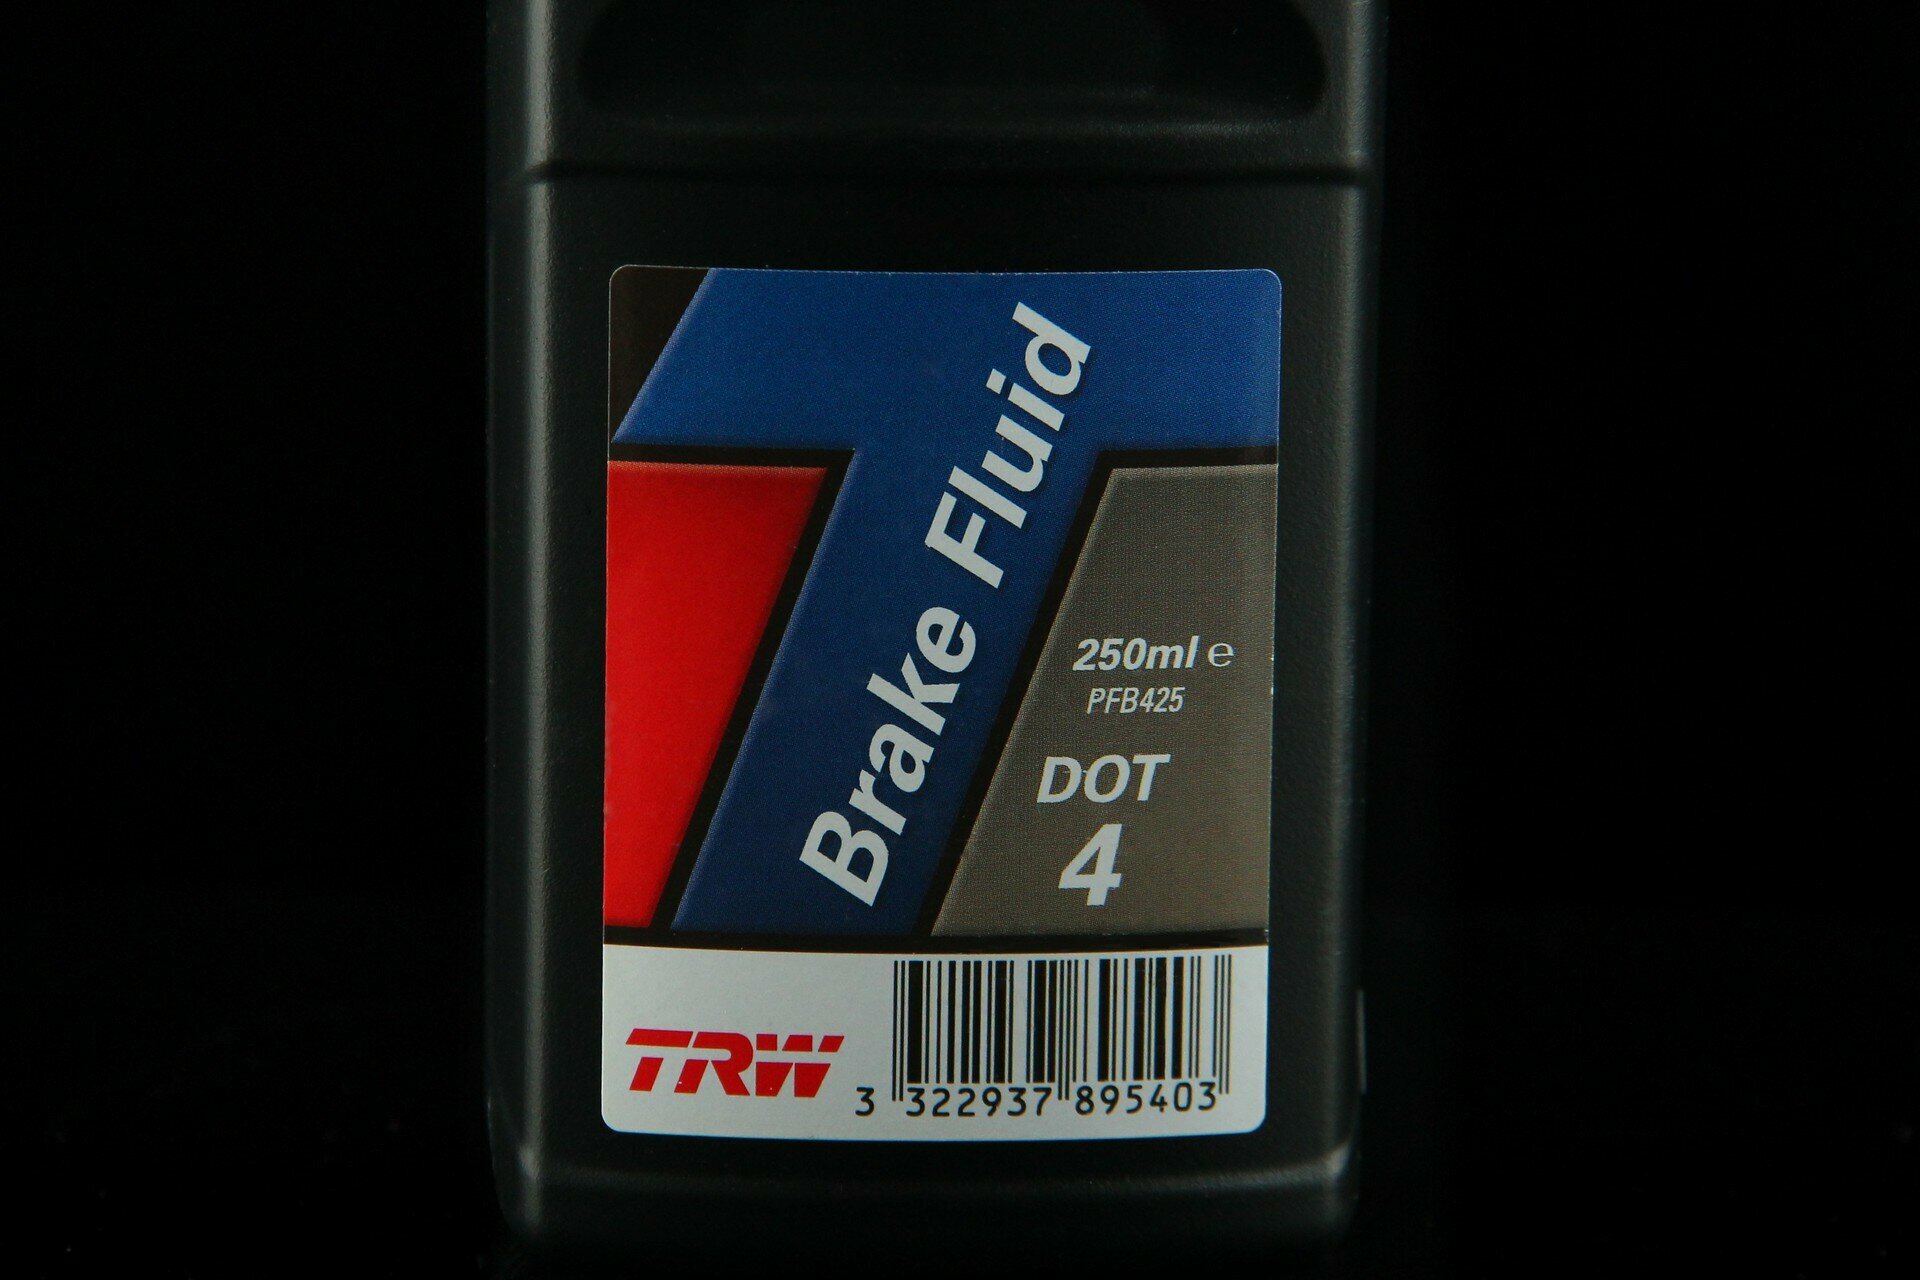 Brake Fluid
250ml ℮
PFB425
DOT
4
TRW
3 322937 895403